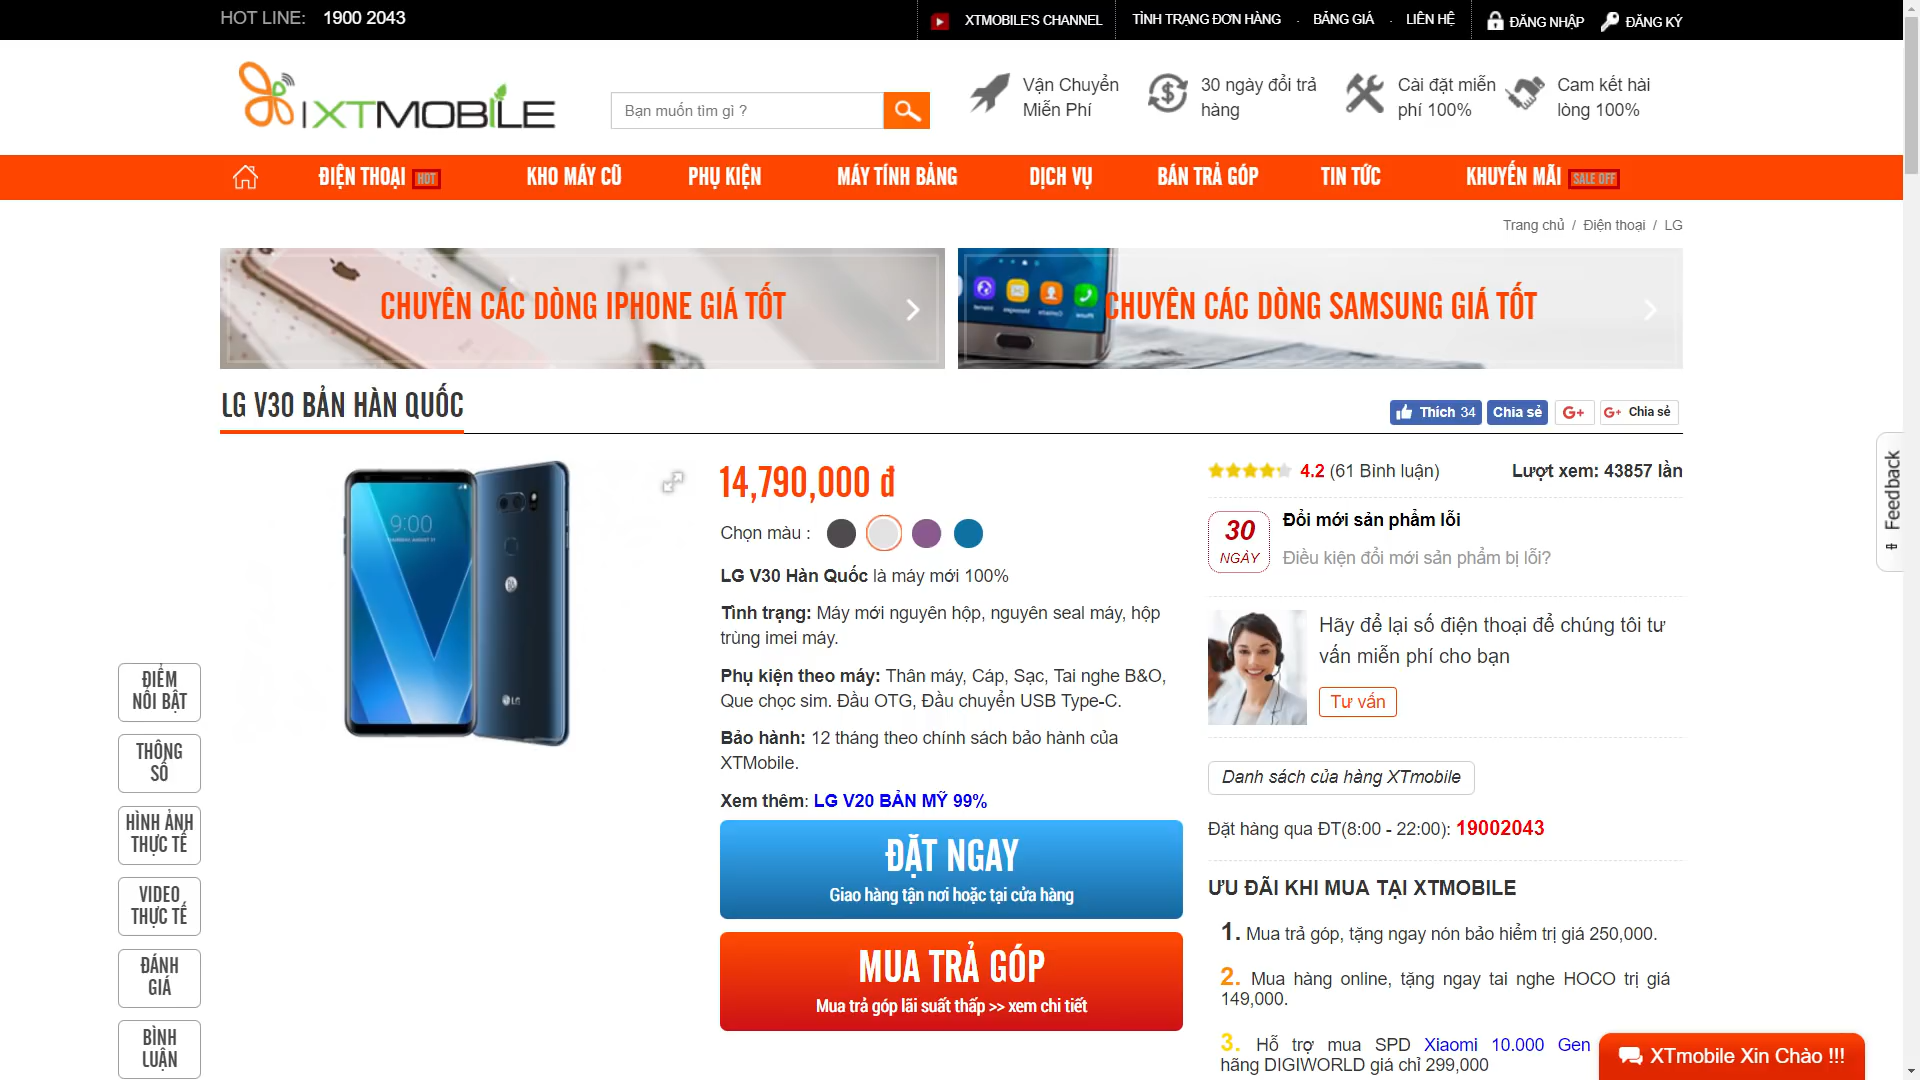 HOT LINE: 1900 2043
XTMOBILE'S CHANNEL
TÌNH TRẠNG ĐƠN HÀNG · BẢNG GIÁ · LIÊN HỆ
ĐĂNG NHẬP ĐĂNG KÝ
XTMOBILE
Bạn muốn tìm gì ?
Vận Chuyển
Miễn Phí
30 ngày đổi trả
hàng
Cài đặt miễn
phí 100%
Cam kết hài
lòng 100%
ĐIỆN THOẠI HOT KHO MÁY CŨ PHỤ KIỆN MÁY TÍNH BẢNG DỊCH VỤ BÁN TRẢ GÓP TIN TỨC KHUYẾN MÃI SALE OFF
Trang chủ / Điện thoại / LG
CHUYÊN CÁC DÒNG IPHONE GIÁ TỐT
CHUYÊN CÁC DÒNG SAMSUNG GIÁ TỐT
LG V30 BẢN HÀN QUỐC
Thích 34 Chia sẻ G+ G+ Chia sẻ
9:00
LG
14,790,000 đ
Chọn màu :
LG V30 Hàn Quốc là máy mới 100%
Tình trạng: Máy mới nguyên hộp, nguyên seal máy, hộp
trùng imei máy.
Phụ kiện theo máy: Thân máy, Cáp, Sạc, Tai nghe B&O,
Que chọc sim. Đầu OTG, Đầu chuyển USB Type-C.
Bảo hành: 12 tháng theo chính sách bảo hành của
XTMobile.
Xem thêm: LG V20 BẢN MỸ 99%
ĐẶT NGAY
Giao hàng tận nơi hoặc tại cửa hàng
MUA TRẢ GÓP
Mua trả góp lãi suất thấp >> xem chi tiết
4.2 (61 Bình luận)
Lượt xem: 43857 lần
30
NGÀY
Đổi mới sản phẩm lỗi
Điều kiện đổi mới sản phẩm bị lỗi?
Hãy để lại số điện thoại để chúng tôi tư
vấn miễn phí cho bạn
Tư vấn
Danh sách của hàng XTmobile
Đặt hàng qua ĐT(8:00 - 22:00): 19002043
ƯU ĐÃI KHI MUA TẠI XTMOBILE
1. Mua trả góp, tặng ngay nón bảo hiểm trị giá 250,000.
2. Mua hàng online, tặng ngay tai nghe HOCO trị giá
149,000.
3. Hỗ trợ mua SPD Xiaomi 10.000 Gen
hãng DIGIWORLD giá chỉ 299,000
XTmobile Xin Chào !!!
Feedback
ĐIỂM
NỔI BẬT
THÔNG
SỐ
HÌNH ẢNH
THỰC TẾ
VIDEO
THỰC TẾ
ĐÁNH
GIÁ
BÌNH
LUẬN